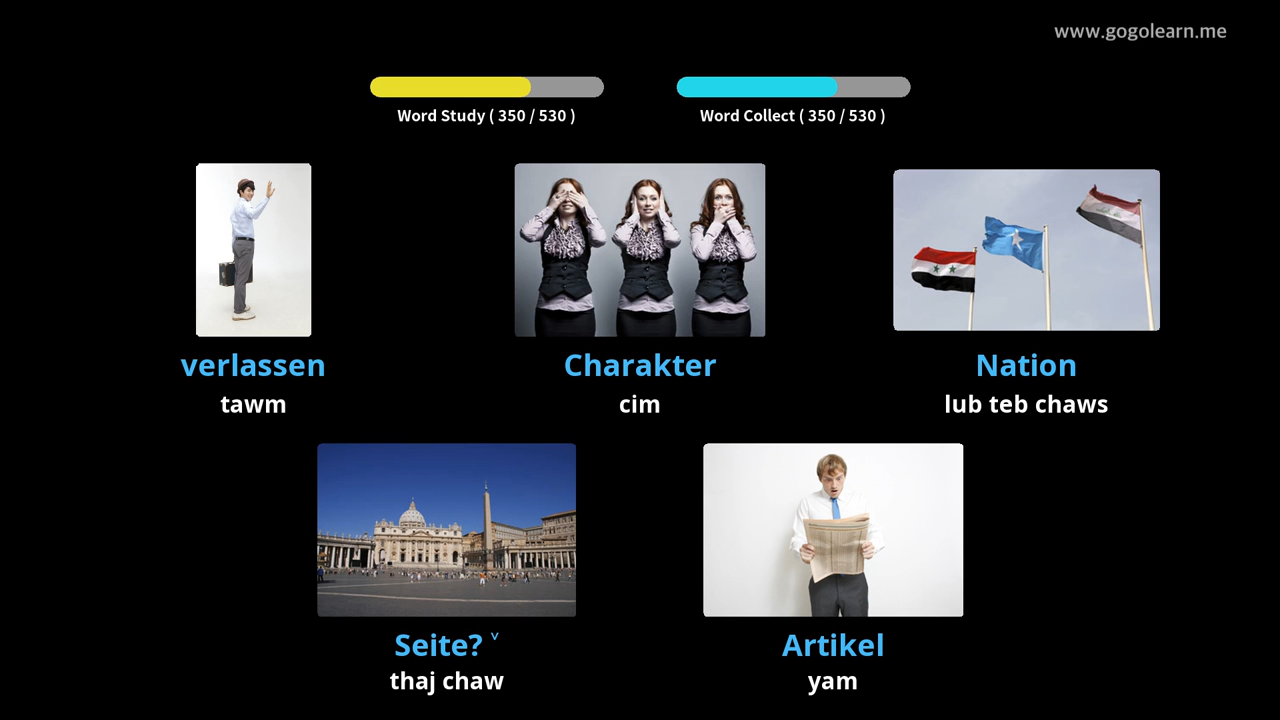 www.gogolearn.me
Word Study ( 350 / 530 )
Word Collect ( 350 / 530 )
verlassen
tawm
Charakter
cim
Nation
lub teb chaws
Seite? ˅
thaj chaw
Artikel
yam